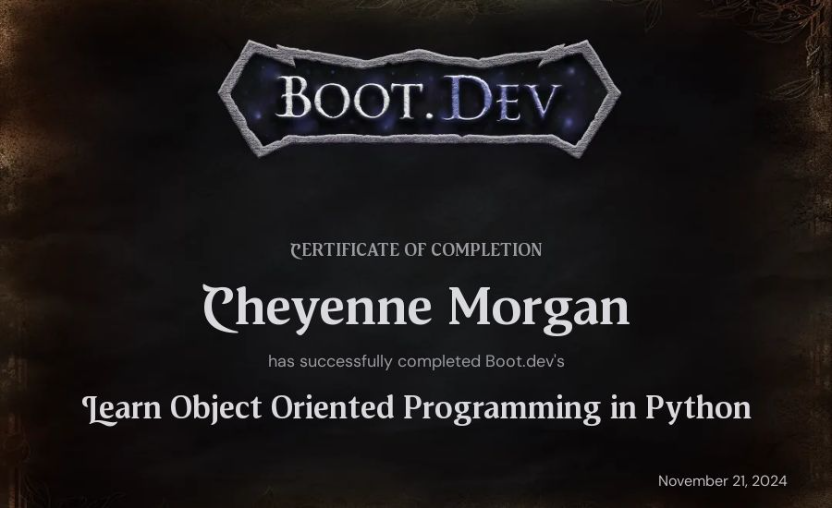 BOOT.DEV
CERTIFICATE OF COMPLETION
Cheyenne Morgan
has successfully completed Boot.dev's
Learn Object Oriented Programming in Python
November 21, 2024